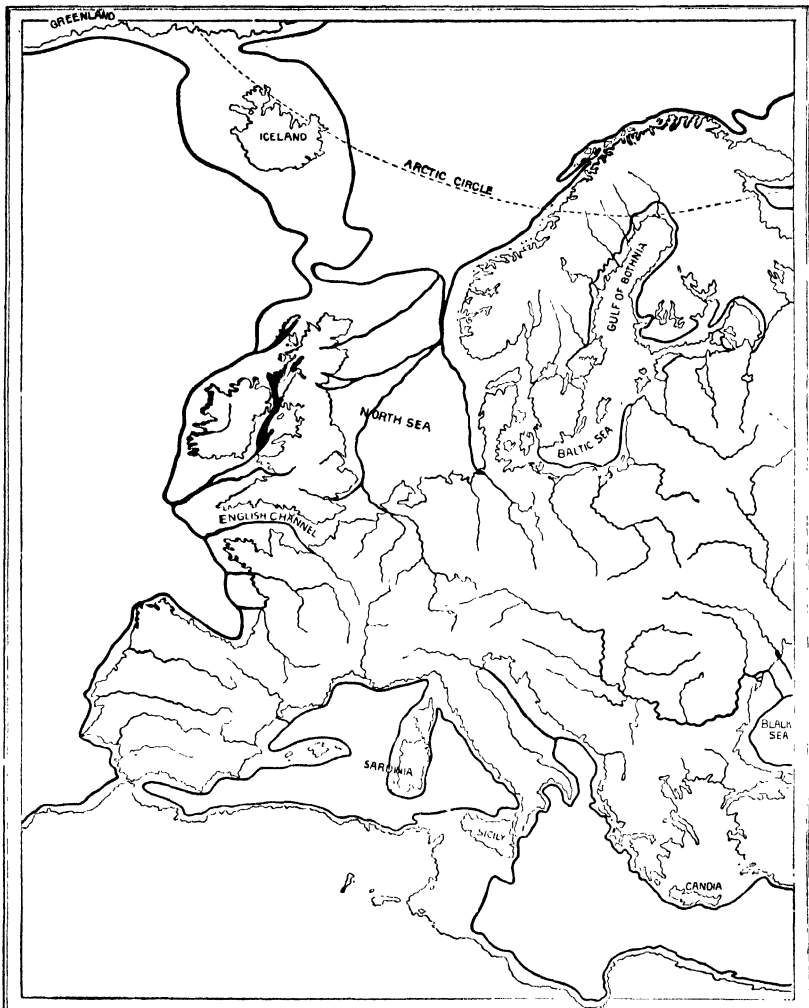 GREENLAND
ICELAND
ARCTIC CIRCLE
GULF OF BOTHNIA
NORTH SEA
BALTIC SEA
ENGLISH CHANNEL
BLACK
SEA
SARDINIA
SICILY
CANDIA